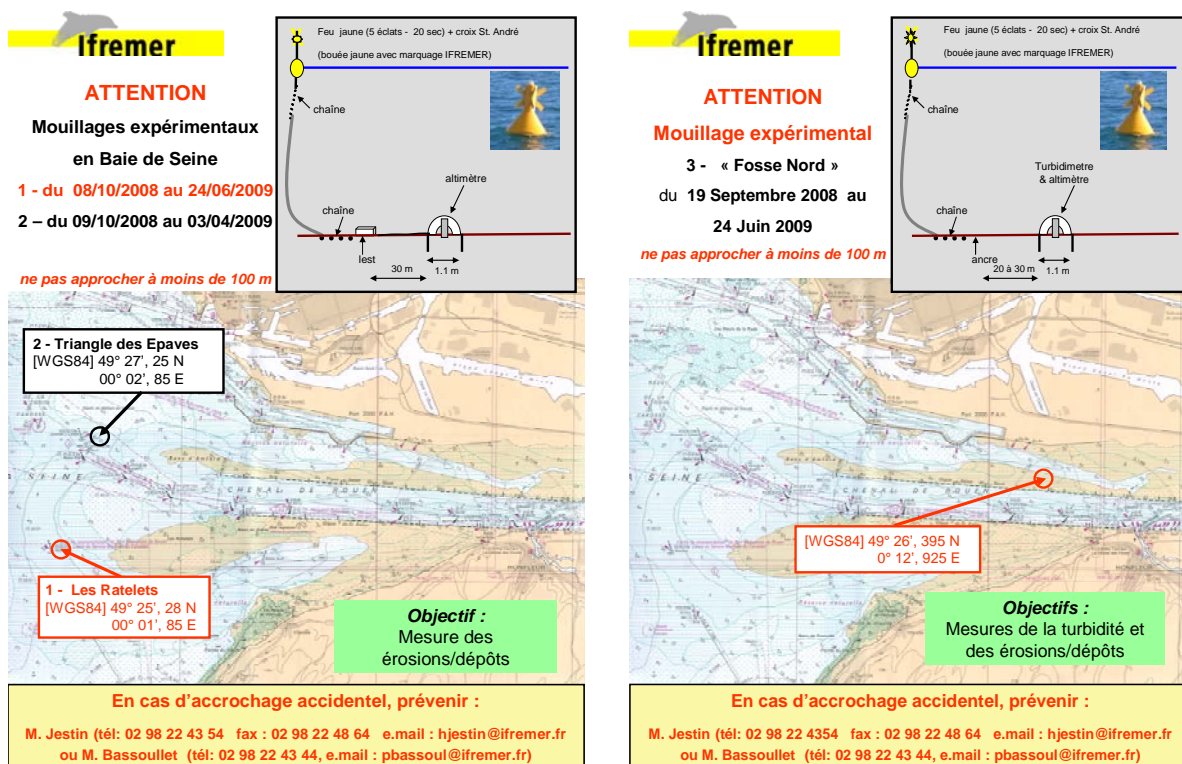 Ifremer
ATTENTION
Mouillages expérimentaux
en Baie de Seine
1 - du 08/10/2008 au 24/06/2009
2 – du 09/10/2008 au 03/04/2009
ne pas approcher à moins de 100 m
Feu jaune (5 éclats - 20 sec) + croix St. André
(bouée jaune avec marquage IFREMER)
chaîne
altimètre
chaîne
lest
30 m
1.1 m
2 - Triangle des Epaves
[WGS84] 49° 27', 25 N
00° 02', 85 E
SEINE
CHENAL DE ROUEN
1 - Les Ratelets
[WGS84] 49° 25', 28 N
00° 01', 85 E
Objectif :
Mesure des
érosions/dépôts
En cas d'accrochage accidentel, prévenir :
M. Jestin (tél: 02 98 22 43 54 fax : 02 98 22 48 64 e.mail : hjestin@ifremer.fr
ou M. Bassoullet (tél: 02 98 22 43 44, e.mail : pbassoul@ifremer.fr)
Ifremer
ATTENTION
Mouillage expérimental
3 - « Fosse Nord »
du 19 Septembre 2008 au
24 Juin 2009
ne pas approcher à moins de 100 m
Feu jaune (5 éclats - 20 sec) + croix St. André
(bouée jaune avec marquage IFREMER)
chaîne
Turbidimetre
& altimètre
chaîne
ancre
20 à 30 m
1.1 m
SEINE
CHENAL DE ROUEN
[WGS84] 49° 26', 395 N
0° 12', 925 E
Objectifs :
Mesures de la turbidité et
des érosions/dépôts
En cas d'accrochage accidentel, prévenir :
M. Jestin (tél: 02 98 22 4354 fax : 02 98 22 48 64 e.mail : hjestin@ifremer.fr
ou M. Bassoullet (tél: 02 98 22 43 44, e.mail : pbassoul@ifremer.fr)